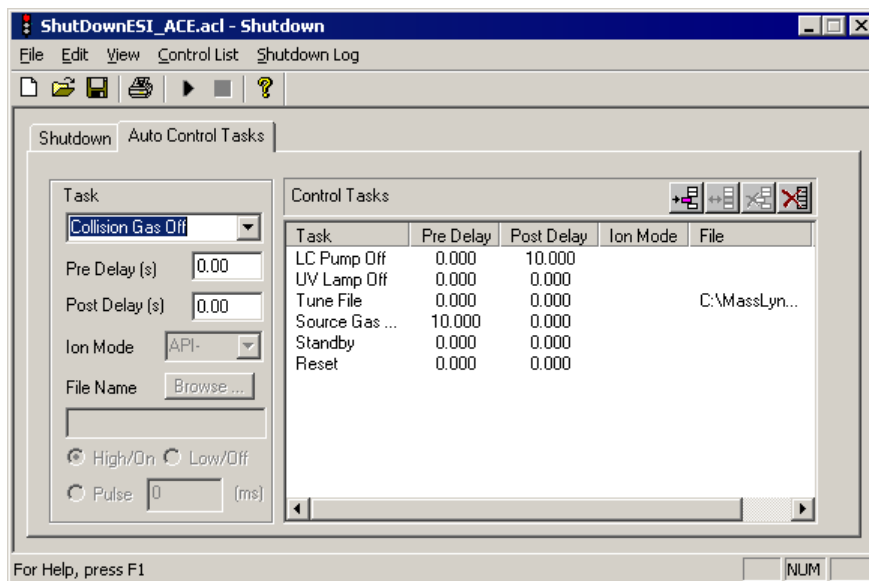 ShutDownESI_ACE.acl - Shutdown
File Edit View Control List Shutdown Log
Shutdown Auto Control Tasks
Task
Collision Gas Off
Pre Delay (s) 0.00
Post Delay (s) 0.00
Ion Mode API-
File Name Browse ...
High/On Low/Off
Pulse 0 (ms)
Control Tasks
Task Pre Delay Post Delay Ion Mode File
LC Pump Off 0.000 10.000
UV Lamp Off 0.000 0.000
Tune File 0.000 0.000 C:\MassLyn...
Source Gas ... 10.000 0.000
Standby 0.000 0.000
Reset 0.000 0.000
For Help, press F1 NUM